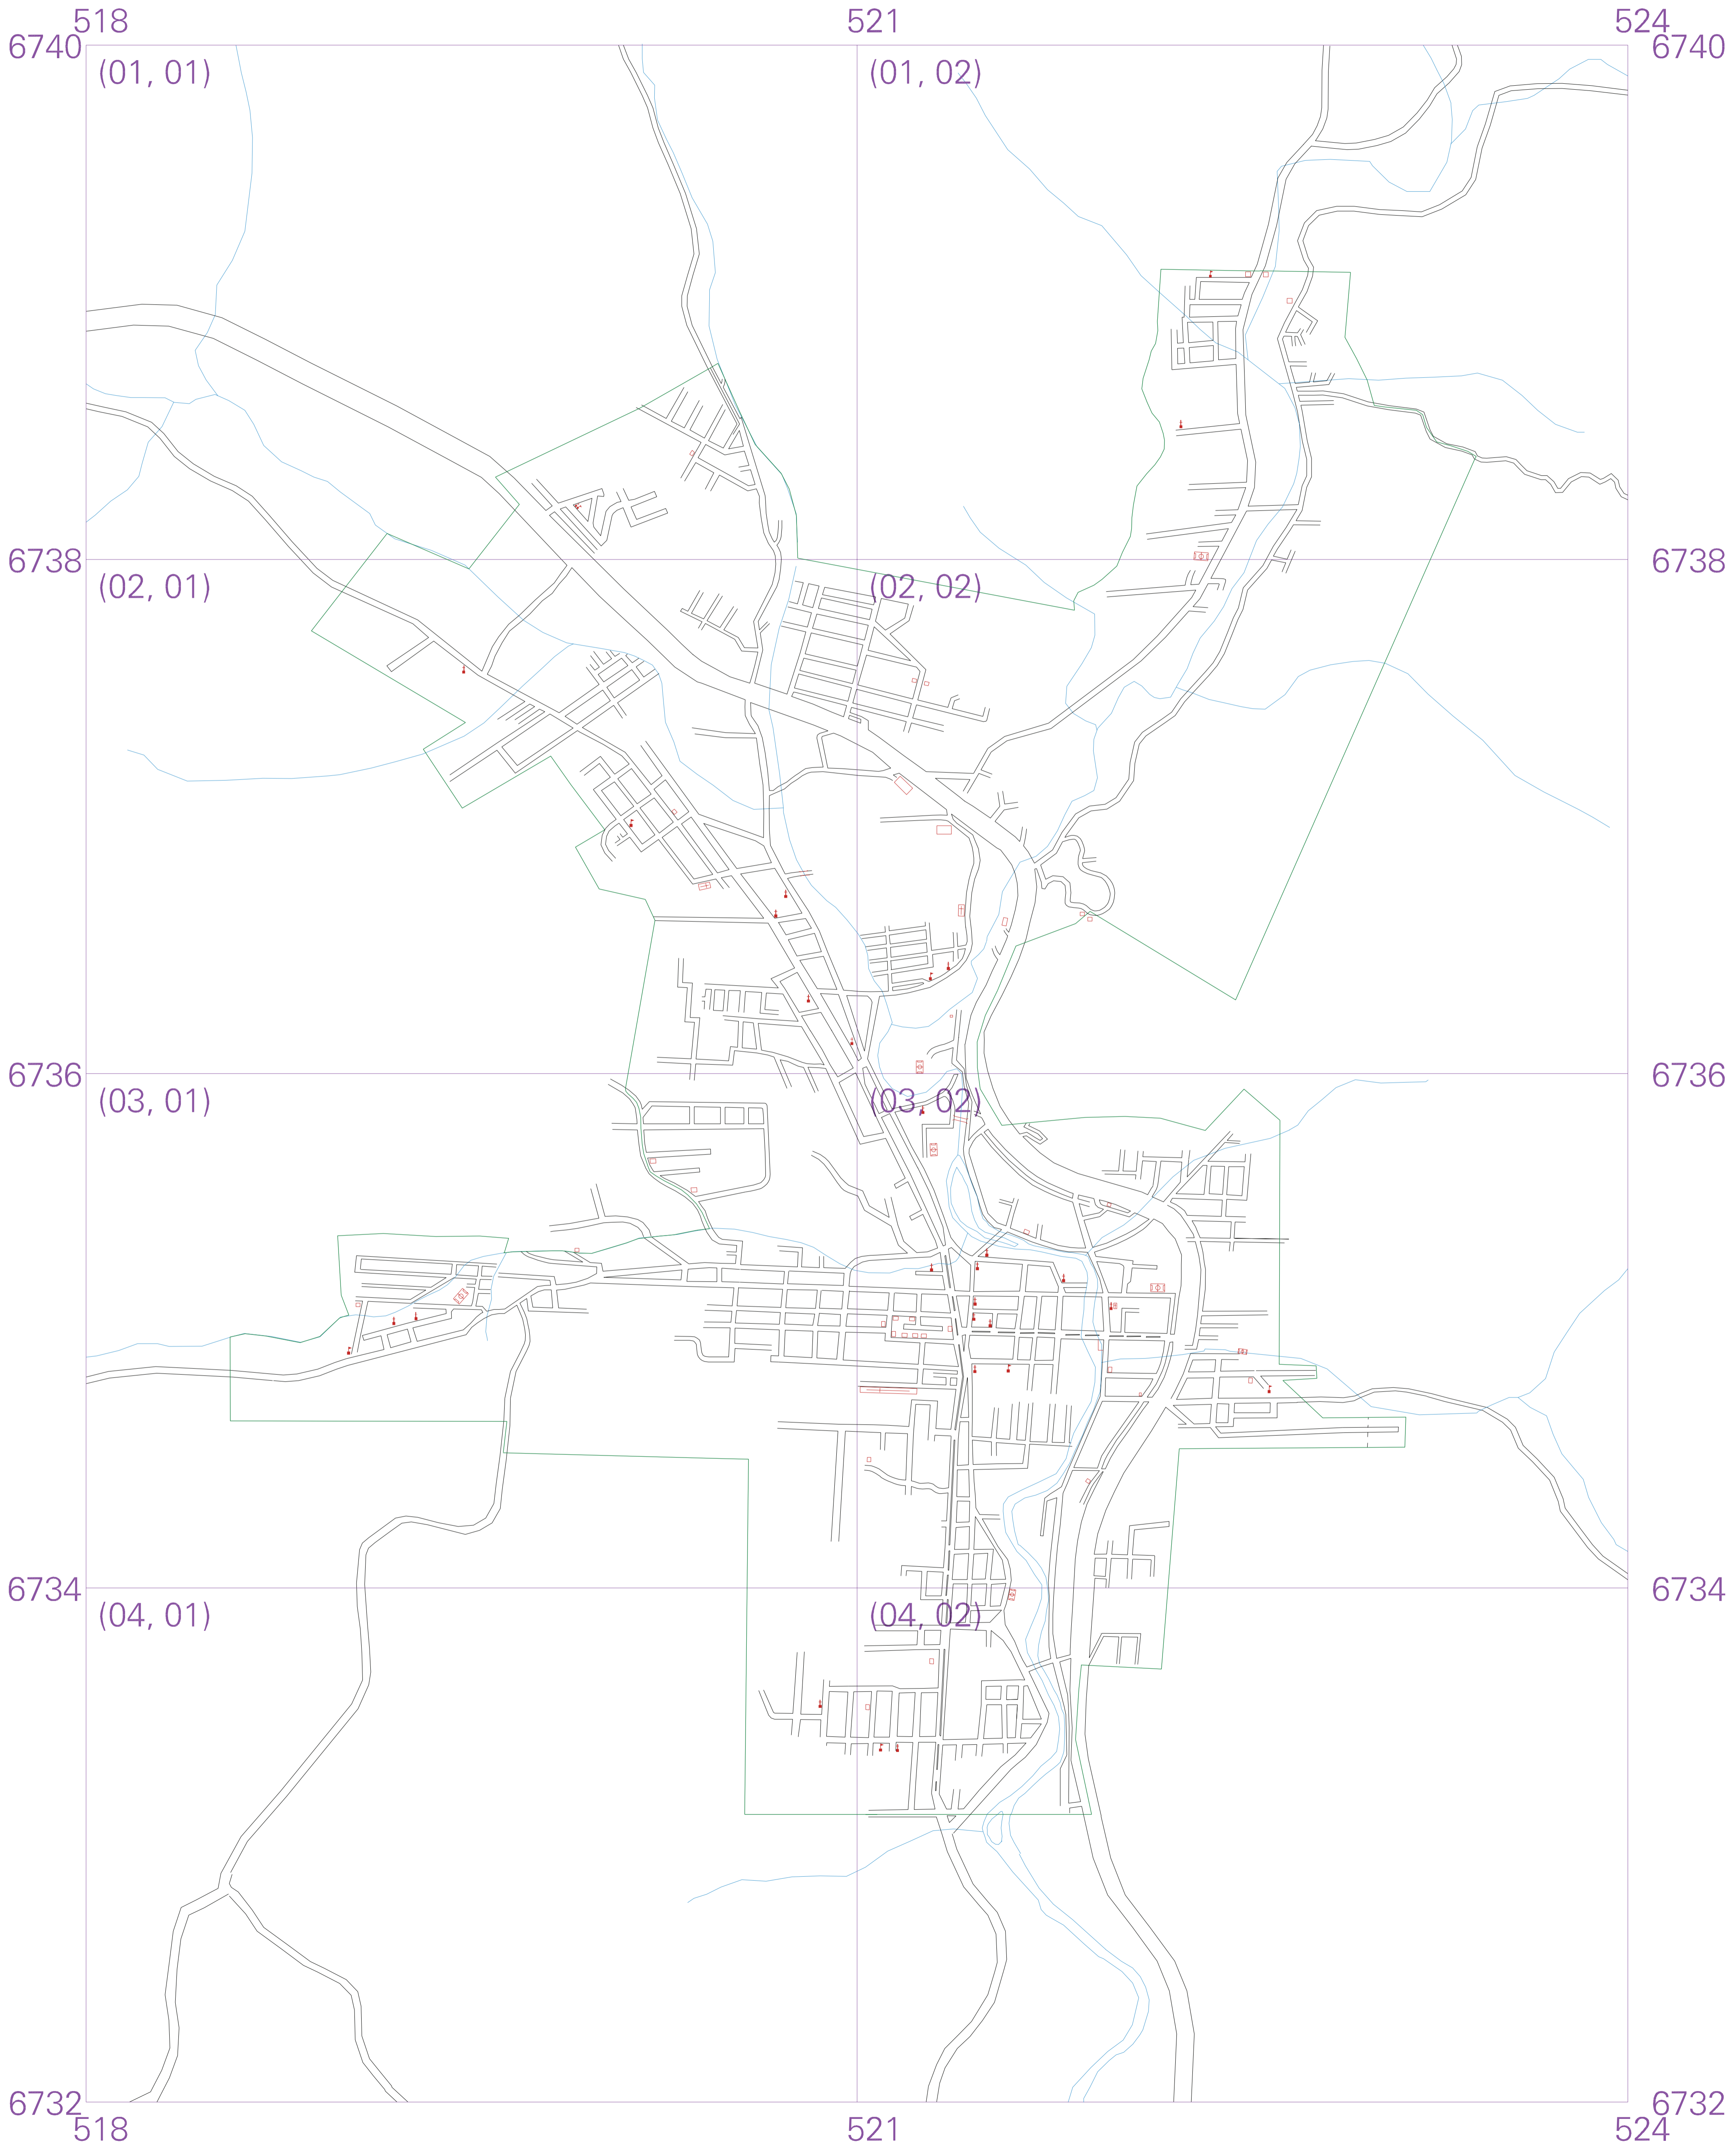 518 521 524
6740 6740
(01, 01) (01, 02)
6738 6738
(02, 01) (02, 02)
6736 6736
(03, 01) (03, 02)
6734 6734
(04, 01) (04, 02)
6732 6732
518 521 524